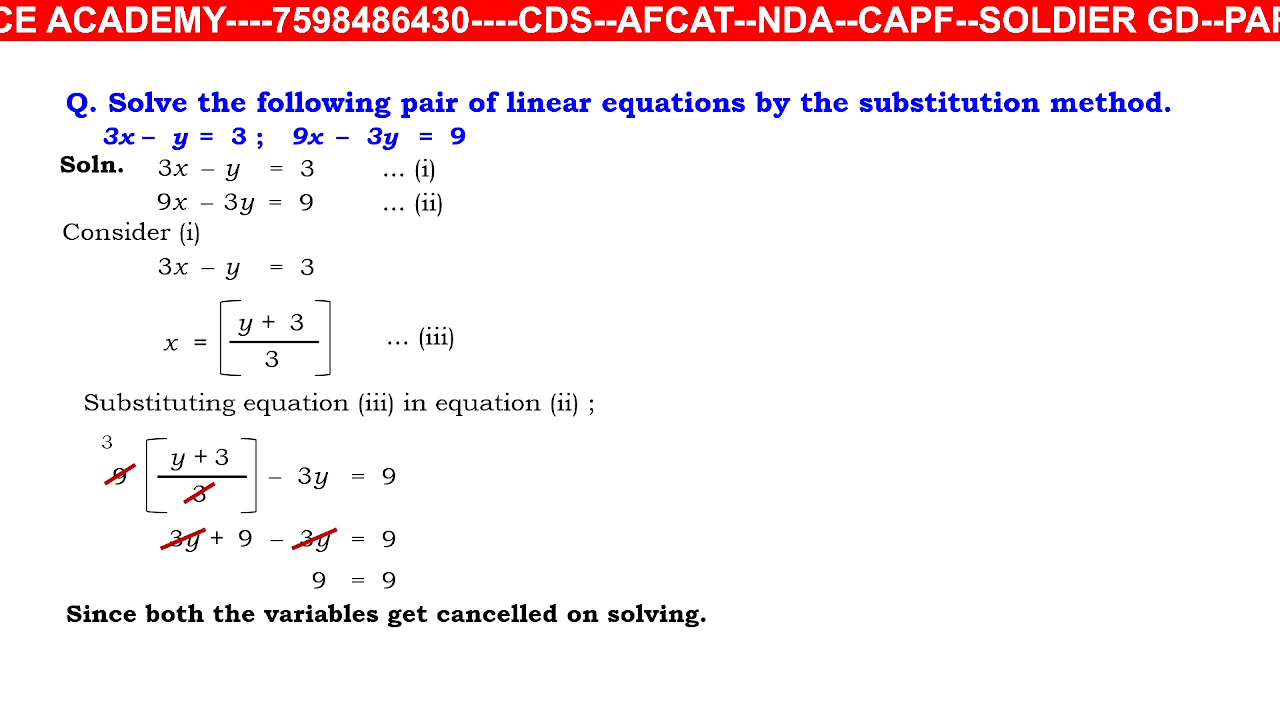 CE ACADEMY----7598486430----CDS--AFCAT--NDA--CAPF--SOLDIER GD--PAF
Q. Solve the following pair of linear equations by the substitution method.
3x – y = 3 ; 9x – 3y = 9
Soln. 3x – y = 3 … (i)
9x – 3y = 9 … (ii)
Consider (i)
3x – y = 3
y + 3
x = … (iii)
3
Substituting equation (iii) in equation (ii) ;
3
y + 3
9 – 3y = 9
3
3y + 9 – 3y = 9
9 = 9
Since both the variables get cancelled on solving.